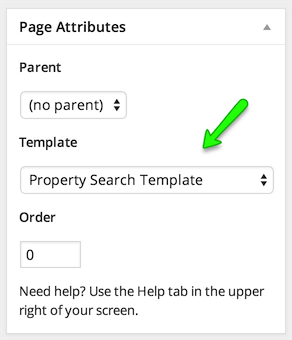 Page Attributes
Parent
(no parent)
Template
Property Search Template
Order
0
Need help? Use the Help tab in the upper
right of your screen.